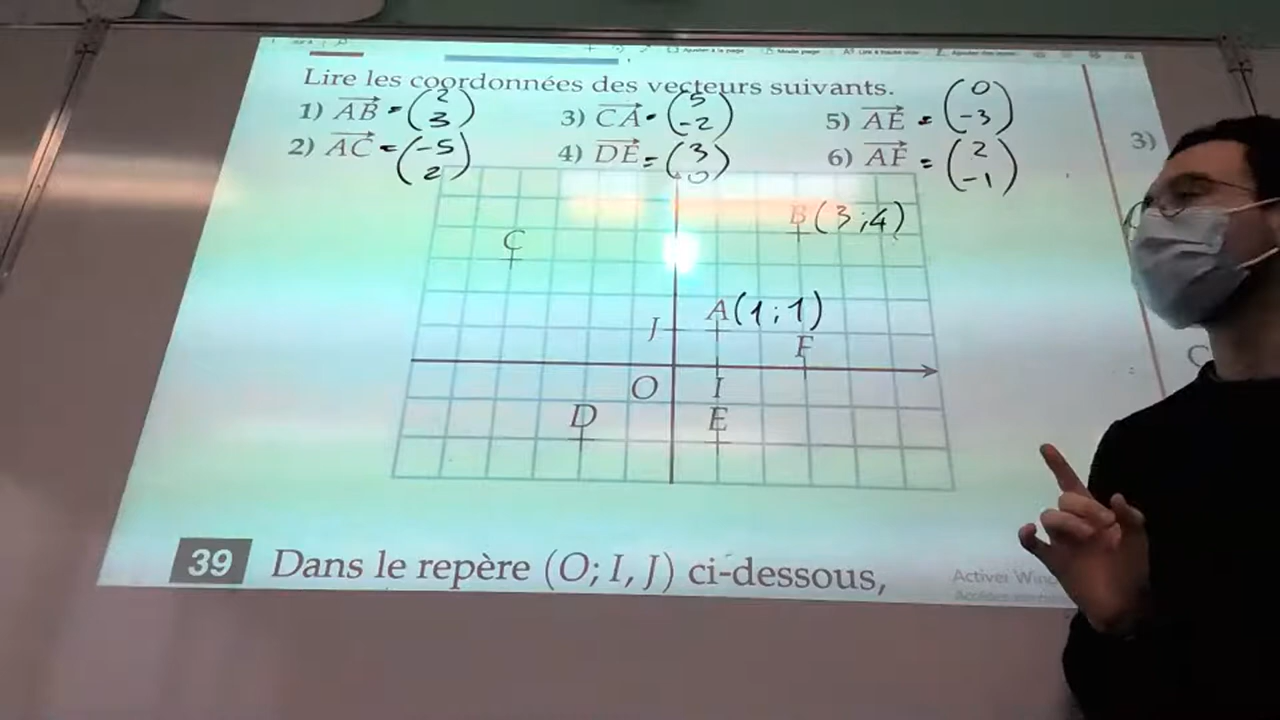 Lire les coordonnées des vecteurs suivants.
1) AB = (2 3) 3) CA = (5 -2) 5) AE = (0 -3)
2) AC = (-5 2) 4) DE = (3 0) 6) AF = (2 -1)
3)
B(3;4)
C
A(1;1)
J
F
O I
D E
39 Dans le repère (O; I, J) ci-dessous,
Activer